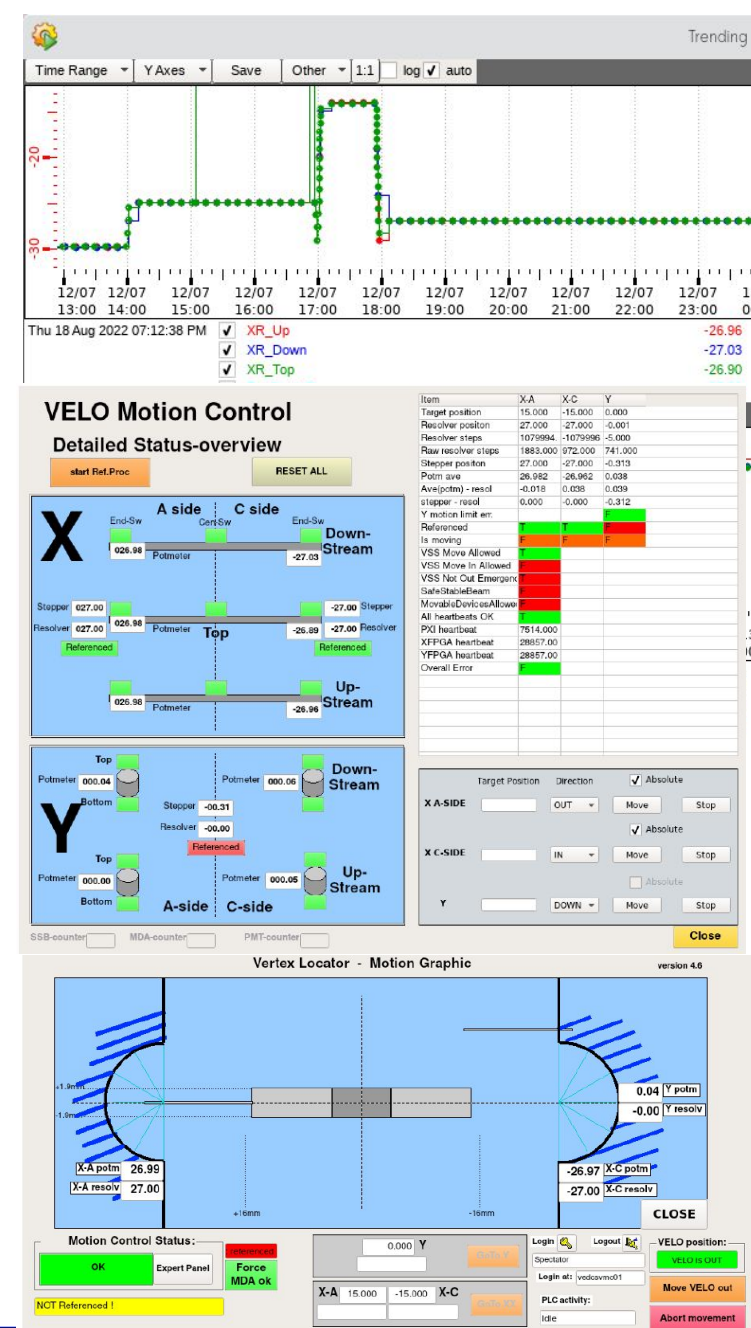 Trending
Time Range Y Axes Save Other 1:1 log auto
-20
-30
12/07 12/07 12/07 12/07 12/07 12/07 12/07 12/07 12/07 12/07 12/07 1
13:00 14:00 15:00 16:00 17:00 18:00 19:00 20:00 21:00 22:00 23:00 0
Thu 18 Aug 2022 07:12:38 PM XR_Up -26.96
XR_Down -27.03
XR_Top -26.90
VELO Motion Control
Detailed Status-overview
start Ref.Proc RESET ALL
X
A side C side
End-Sw Cen Sw End-Sw
Down-Stream
026.98 Potmeter -27.03
Stepper 027.00 -27.00 Stepper
Resolver 027.00 026.98 Potmeter Top -26.89 -27.00 Resolver
Referenced Referenced
Up-Stream
026.98 Potmeter -26.96
Y
Top
Potmeter 000.04 Potmeter 000.06 Down-Stream
Bottom
Stepper -00.31
Resolver -00.00
Referenced
Top
Potmeter 000.00 Potmeter 000.05 Up-Stream
Bottom
A-side C-side
SSB-counter MDA-counter PMT-counter
Item X-A X-C Y
Target position 15.000 -15.000 0.000
Resolver positon 27.000 -27.000 -0.001
Resolver steps 1079994. -1079996 -5.000
Raw resolver steps 1883.000 972.000 741.000
Stepper positon 27.000 -27.000 -0.313
Potm ave 26.982 -26.962 0.038
Ave(potm) - resol -0.018 0.038 0.039
stepper - resol 0.000 -0.000 -0.312
Y motion limit err. F
Referenced T T F
Is moving F F F
VSS Move Allowed T
VSS Move In Allowed F
VSS Not Out Emergenc T
SafeStableBeam F
MovableDevicesAllowe F
All heartbeats OK T
PXI heartbeat 7514.000
XFPGA heartbeat 28857.00
YFPGA heartbeat 28857.00
Overall Error F
Target Position Direction Absolute
X A-SIDE OUT Move Stop
Absolute
X C-SIDE IN Move Stop
Absolute
Y DOWN Move Stop
Close
Vertex Locator - Motion Graphic version 4.6
+1.9mm
-1.9mm
0.04 Y potm
-0.00 Y resolv
X-A potm 26.99
X-A resolv 27.00
-26.97 X-C potm
-27.00 X-C resolv
+16mm -16mm
CLOSE
Motion Control Status:
OK Expert Panel
referenced
Force MDA ok
NOT Referenced !
0.000 Y
GoTo Y
X-A 15.000 -15.000 X-C
GoTo XX
Login Logout
Spectator
Login at: vedcsvmc01
PLC activity:
Idle
VELO position:
VELO IS OUT
Move VELO out
Abort movement